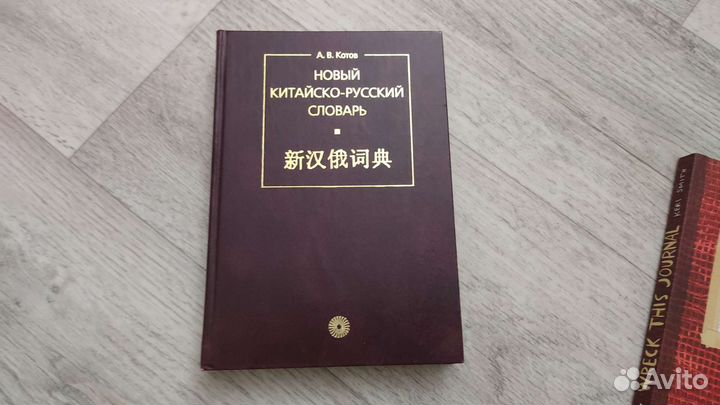 А. В. Котов
НОВЫЙ
КИТАЙСКО-РУССКИЙ
СЛОВАРЬ
新汉俄词典
WRECK THIS JOURNAL KERI SMITH
Avito